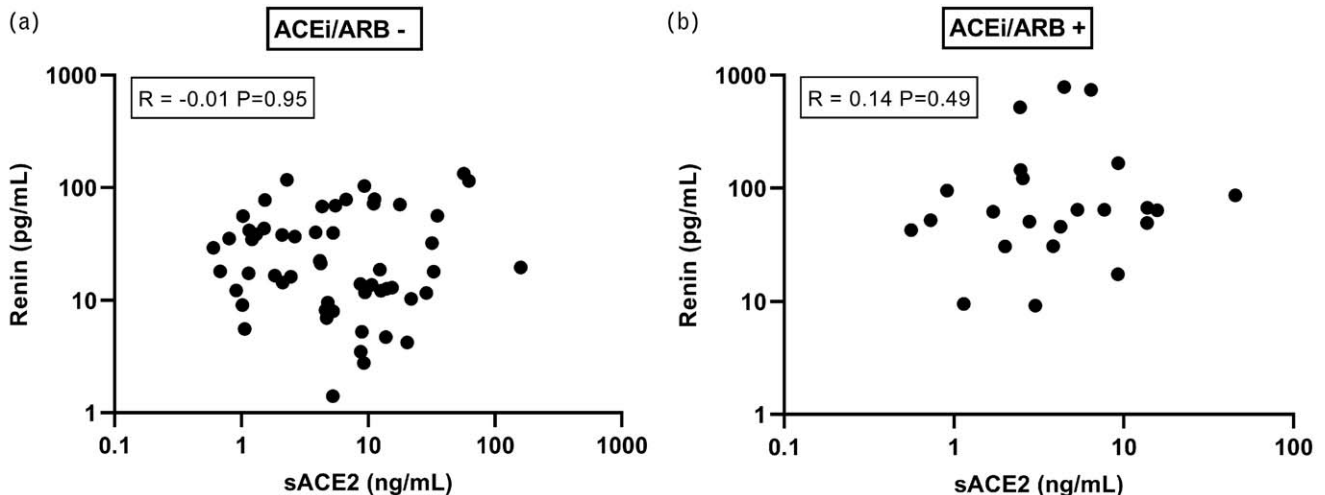 (a)
ACEi/ARB -
R = -0.01 P=0.95
1000
100
10
1
Renin (pg/mL)
0.1
1
10
100
1000
sACE2 (ng/mL)
(b)
ACEi/ARB +
R = 0.14 P=0.49
1000
100
10
1
Renin (pg/mL)
0.1
1
10
100
sACE2 (ng/mL)